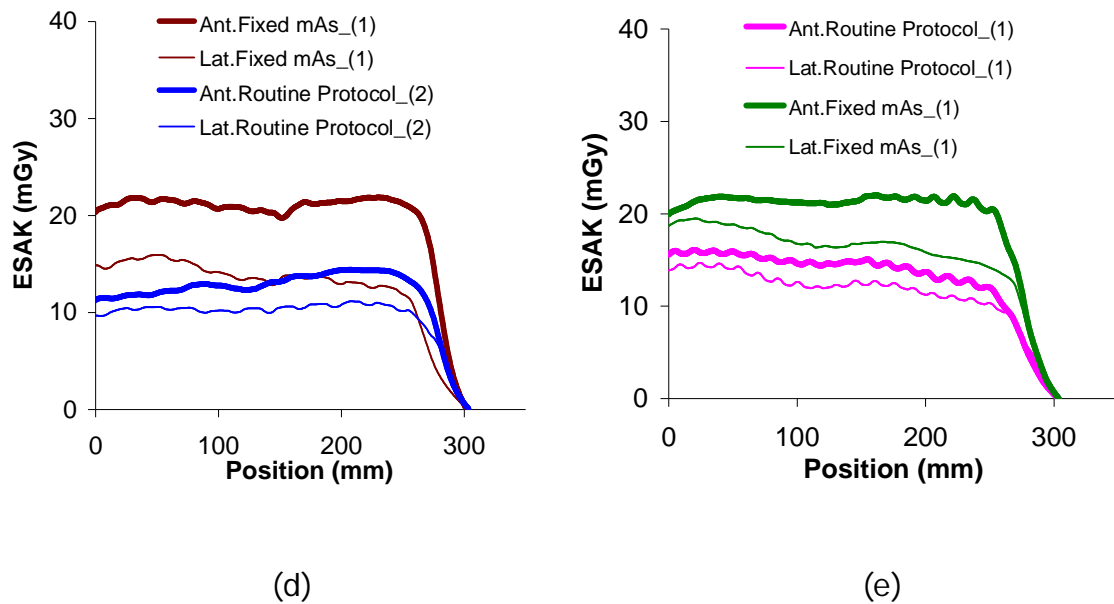 40
30
20
10
0
ESAK (mGy)
Ant.Fixed mAs_(1)
Lat.Fixed mAs_(1)
Ant.Routine Protocol_(2)
Lat.Routine Protocol_(2)
0 100 200 300
Position (mm)
(d)
40
30
20
10
0
ESAK (mGy)
Ant.Routine Protocol_(1)
Lat.Routine Protocol_(1)
Ant.Fixed mAs_(1)
Lat.Fixed mAs_(1)
0 100 200 300
Position (mm)
(e)